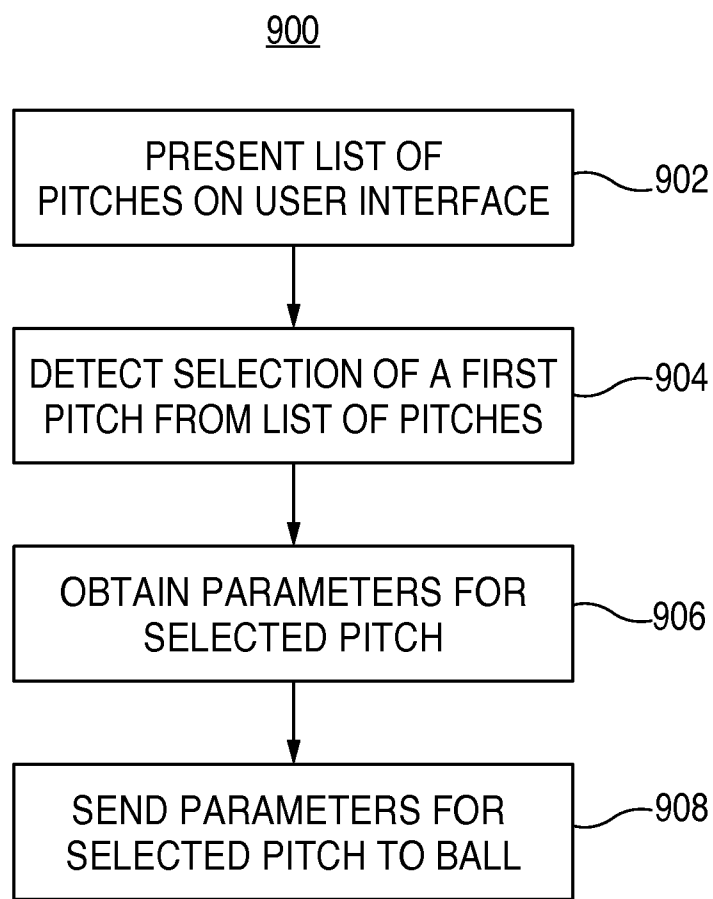 900
PRESENT LIST OF
PITCHES ON USER INTERFACE
902
DETECT SELECTION OF A FIRST
PITCH FROM LIST OF PITCHES
904
OBTAIN PARAMETERS FOR
SELECTED PITCH
906
SEND PARAMETERS FOR
SELECTED PITCH TO BALL
908